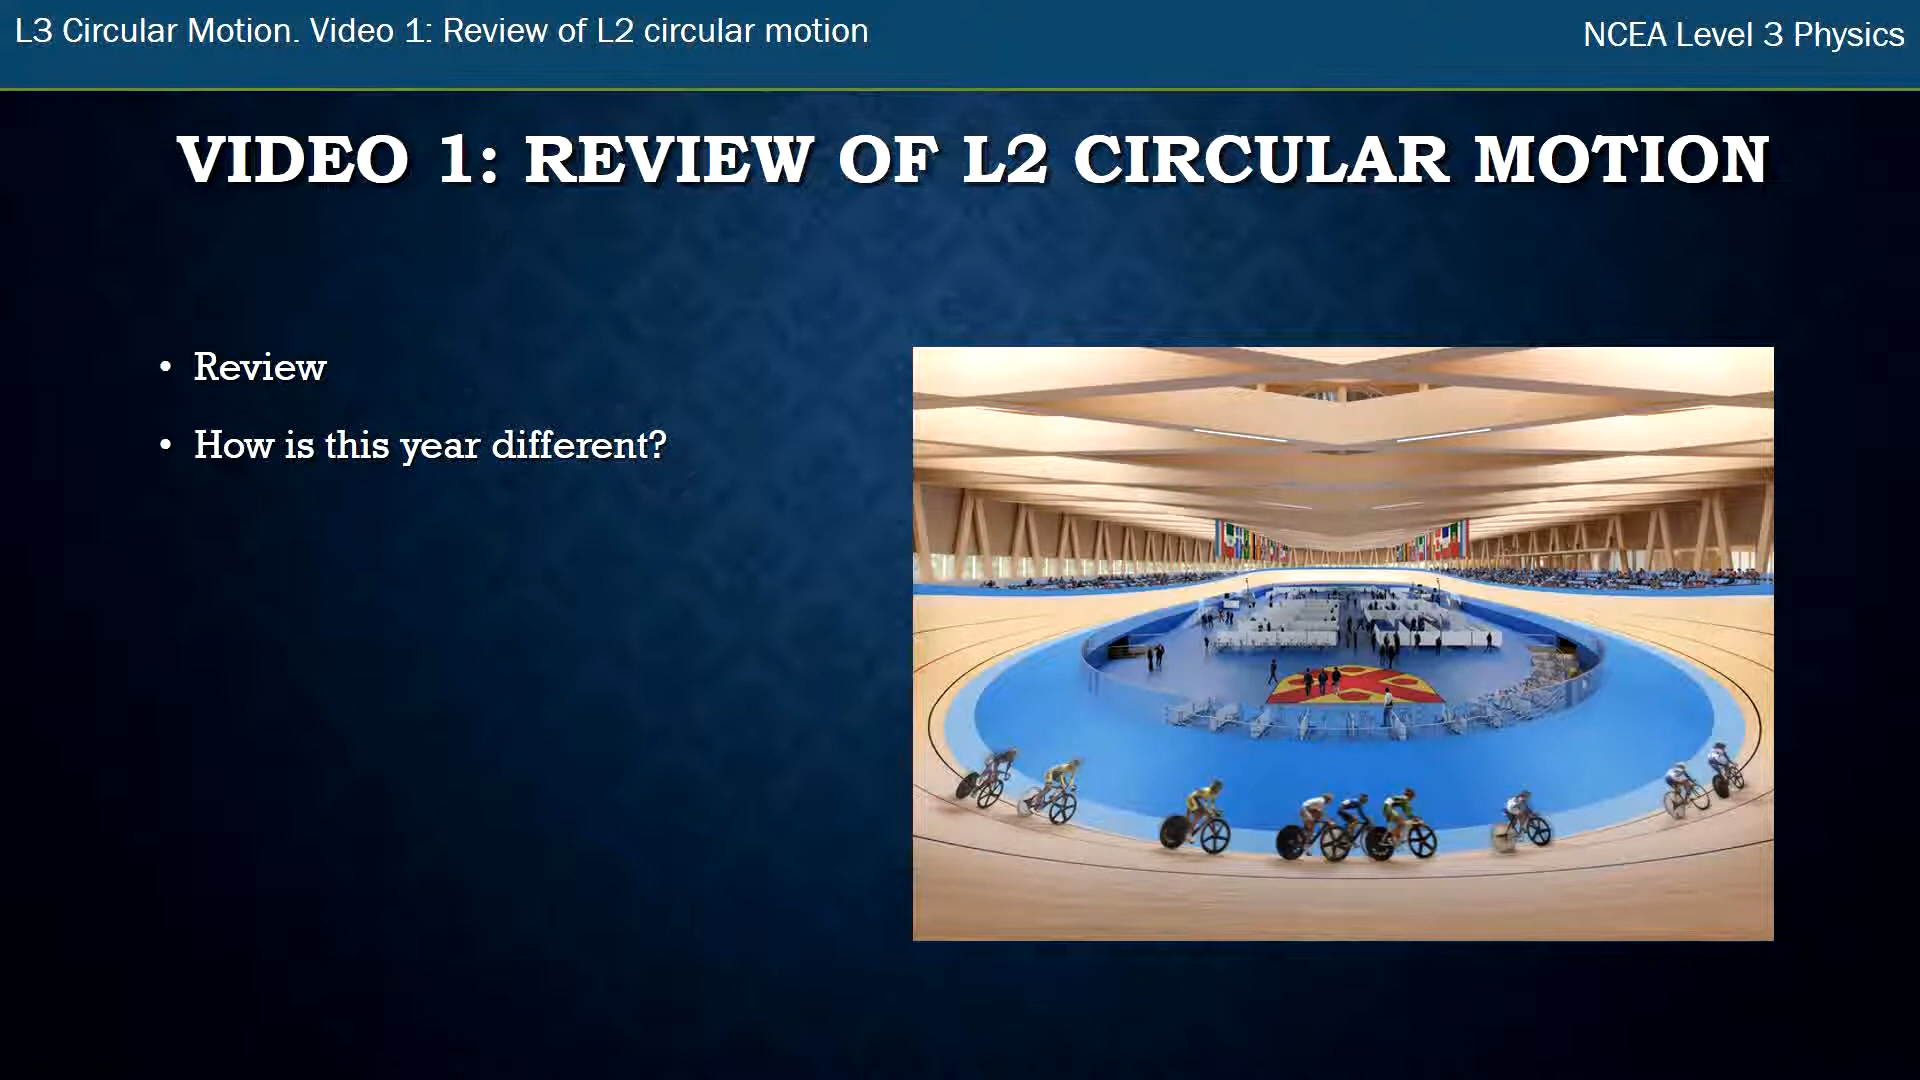 L3 Circular Motion. Video 1: Review of L2 circular motion
NCEA Level 3 Physics
VIDEO 1: REVIEW OF L2 CIRCULAR MOTION
• Review
• How is this year different?